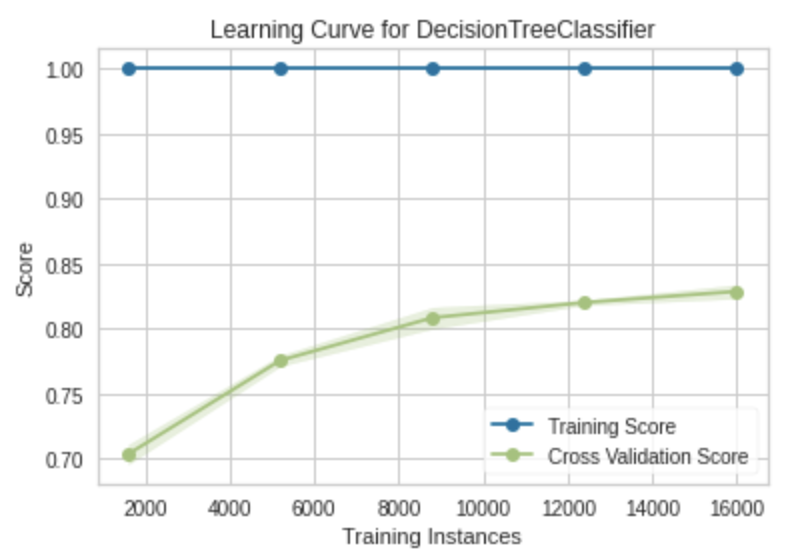 Learning Curve for DecisionTreeClassifier
1.00
0.95
0.90
0.85
0.80
0.75
0.70
Score
Training Score
Cross Validation Score
2000 4000 6000 8000 10000 12000 14000 16000
Training Instances